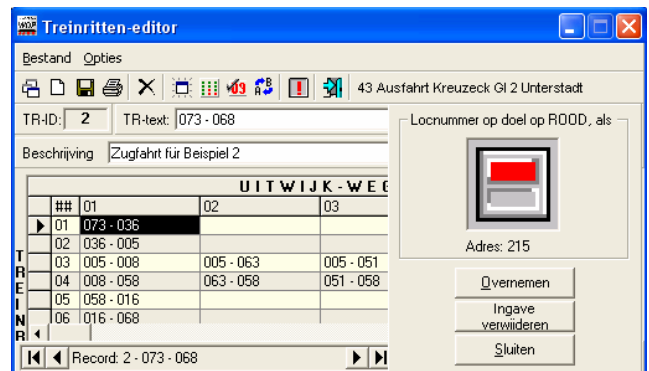 Treinritten-editor
Bestand Opties
43 Ausfahrt Kreuzeck Gl 2 Unterstadt
TR-ID: 2 TR-text: 073 - 068
Beschrijving Zugfahrt für Beispiel 2
UITWIJK-WEG
## 01 02 03
01 073 - 036
02 036 - 005
03 005 - 008 005 - 063 005 - 051
04 008 - 058 063 - 058 051 - 058
05 058 - 016
06 016 - 068
TREINR
Record: 2 - 073 - 068
Locnummer op doel op ROOD, als
Adres: 215
Overnemen
Ingave
verwijderen
Sluiten